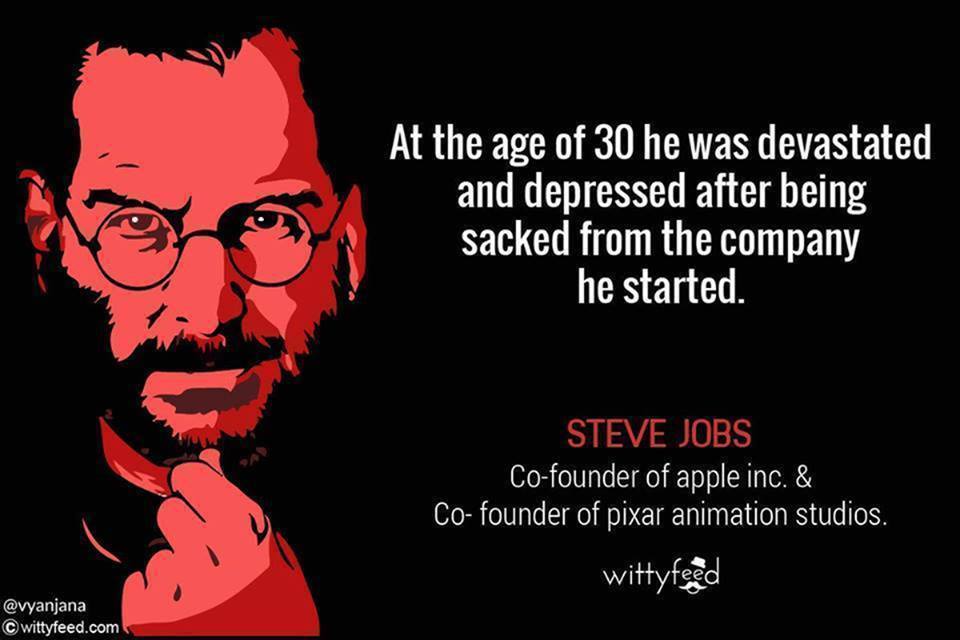 At the age of 30 he was devastated
and depressed after being
sacked from the company
he started.
STEVE JOBS
Co-founder of apple inc. &
Co- founder of pixar animation studios.
wittyfeed
@vyanjana
© wittyfeed.com